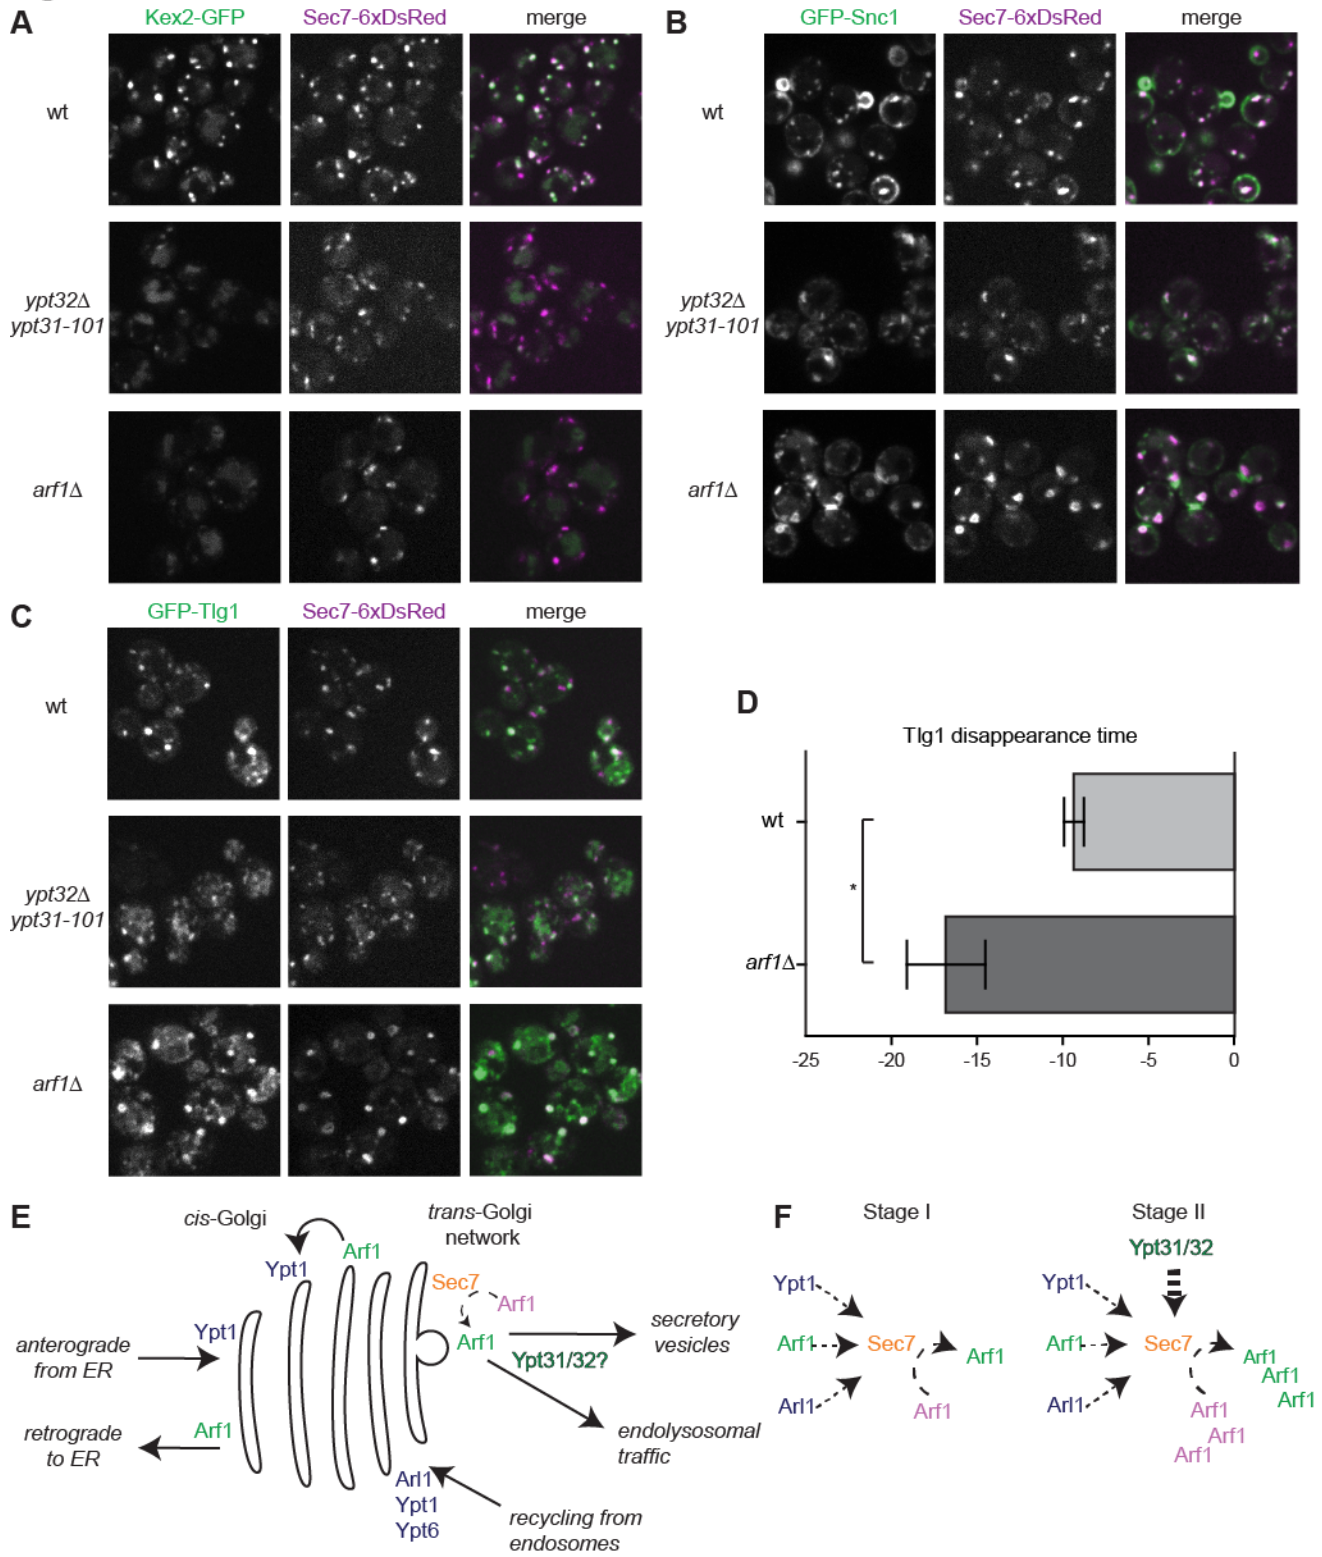 A
Kex2-GFP
Sec7-6xDsRed
merge
wt
ypt32Δ
ypt31-101
arf1Δ
B
GFP-Snc1
Sec7-6xDsRed
merge
wt
ypt32Δ
ypt31-101
arf1Δ
C
GFP-Tlg1
Sec7-6xDsRed
merge
wt
ypt32Δ
ypt31-101
arf1Δ
D
Tlg1 disappearance time
wt
*
arf1Δ
-25 -20 -15 -10 -5 0
E
cis-Golgi
trans-Golgi
network
Arf1
Ypt1
Sec7
Arf1
Ypt1
Arf1
anterograde
from ER
secretory
vesicles
Ypt31/32?
Arf1
retrograde
to ER
endolysosomal
traffic
Arl1
Ypt1
Ypt6
recycling from
endosomes
F
Stage I
Ypt1
Arf1
Sec7
Arf1
Arl1
Arf1
Stage II
Ypt31/32
Ypt1
Arf1
Sec7
Arf1
Arf1
Arf1
Arl1
Arf1
Arf1
Arf1